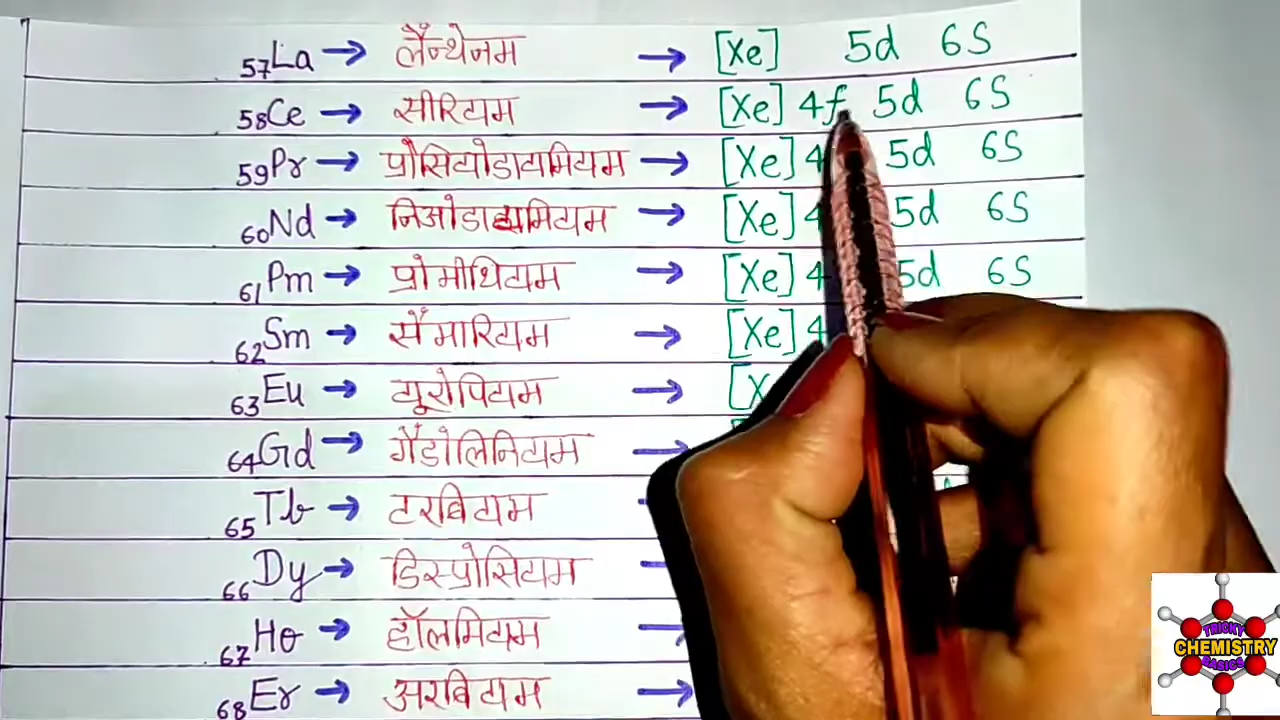 57La → लैन्थेनम → [Xe] 5d 6S
58Ce → सीरियम → [Xe] 4f 5d 6S
59Pr → प्रौसियोडायमियम → [Xe] 4 5d 6S
60Nd → निओडाह्यमियम → [Xe] 4 5d 6S
61Pm → प्रोमीथियम → [Xe] 4 5d 6S
62Sm → सैमारियम → [Xe] 4
63Eu → यूरोपियम → [X
64Gd → गैडोलिनियम →
65Tb → टरबियम
66Dy → डिस्प्रोसियम
67Ho → हॉलमियम →
68Er → अरबियम →
TRICKY
CHEMISTRY
BASICS